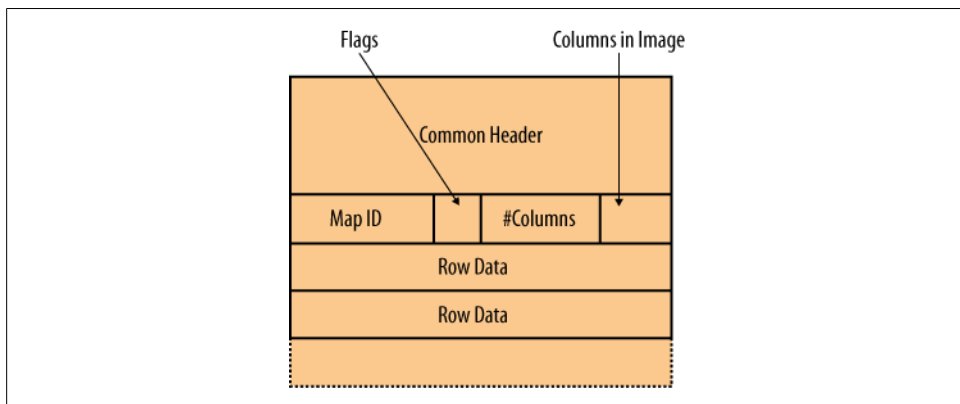 Flags Columns in Image
Common Header
Map ID #Columns
Row Data
Row Data